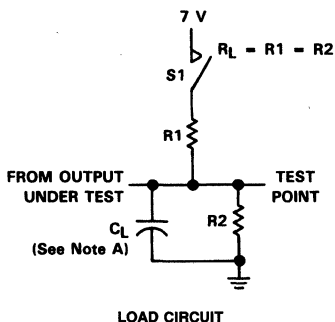 7 V
S1
R_L = R1 = R2
R1
FROM OUTPUT
UNDER TEST
TEST
POINT
C_L
(See Note A)
R2
LOAD CIRCUIT